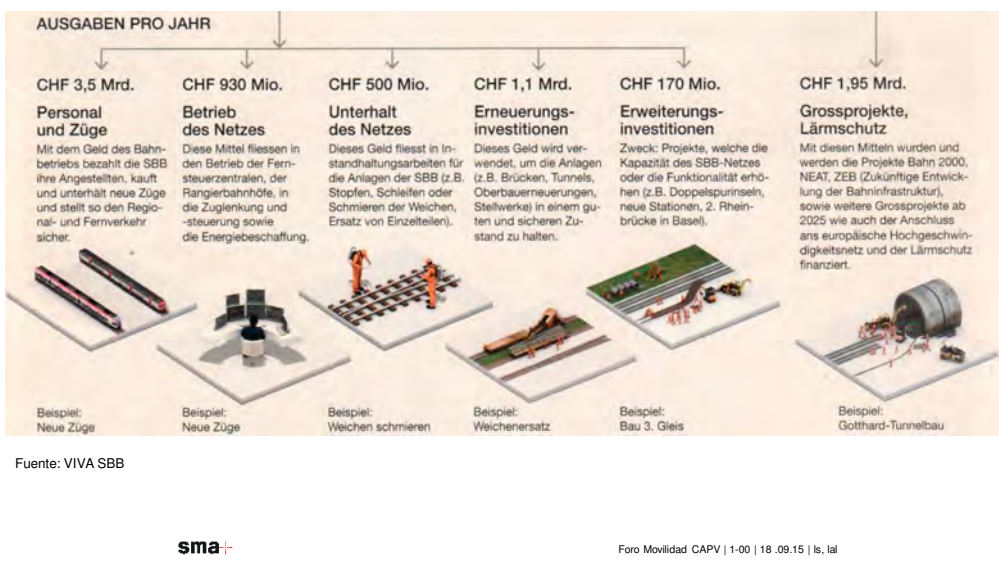 AUSGABEN PRO JAHR
CHF 3,5 Mrd.
Personal
und Züge
Mit dem Geld des Bahn-
betriebs bezahlt die SBB
ihre Angestellten, kauft
und unterhält neue Züge
und stellt so den Regio-
nal- und Fernverkehr
sicher.
Beispiel:
Neue Züge
CHF 930 Mio.
Betrieb
des Netzes
Diese Mittel fliessen in
den Betrieb der Fern-
steuerzentralen, der
Rangierbahnhöfe, in
die Zuglenkung und
-steuerung sowie
die Energiebeschaffung.
Beispiel:
Neue Züge
CHF 500 Mio.
Unterhalt
des Netzes
Dieses Geld fliesst in In-
standhaltungsarbeiten für
die Anlagen der SBB (z.B.
Stopfen, Schleifen oder
Schmieren der Weichen,
Ersatz von Einzelteilen).
Beispiel:
Weichen schmieren
CHF 1,1 Mrd.
Erneuerungs-
investitionen
Dieses Geld wird ver-
wendet, um die Anlagen
(z.B. Brücken, Tunnels,
Oberbauerneuerungen,
Stellwerke) in einem gu-
ten und sicheren Zu-
stand zu halten.
Beispiel:
Weichenersatz
CHF 170 Mio.
Erweiterungs-
investitionen
Zweck: Projekte, welche die
Kapazität des SBB-Netzes
oder die Funktionalität erhö-
hen (z.B. Doppelspurinseln,
neue Stationen, 2. Rhein-
brücke in Basel).
Beispiel:
Bau 3. Gleis
CHF 1,95 Mrd.
Grossprojekte,
Lärmschutz
Mit diesen Mitteln wurden und
werden die Projekte Bahn 2000,
NEAT, ZEB (Zukünftige Entwick-
lung der Bahninfrastruktur),
sowie weitere Grossprojekte ab
2025 wie auch der Anschluss
ans europäische Hochgeschwin-
digkeitsnetz und der Lärmschutz
finanziert.
Beispiel:
Gotthard-Tunnelbau
Fuente: VIVA SBB
sma+
Foro Movilidad CAPV | 1-00 | 18 .09.15 | ls, lal